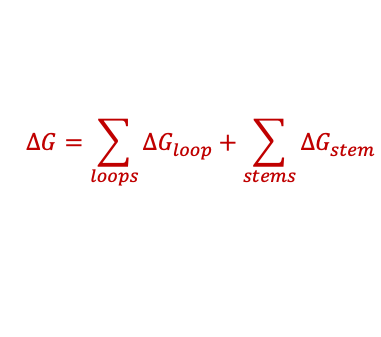 ΔG = ∑_{loops} ΔG_{loop} + ∑_{stems} ΔG_{stem}